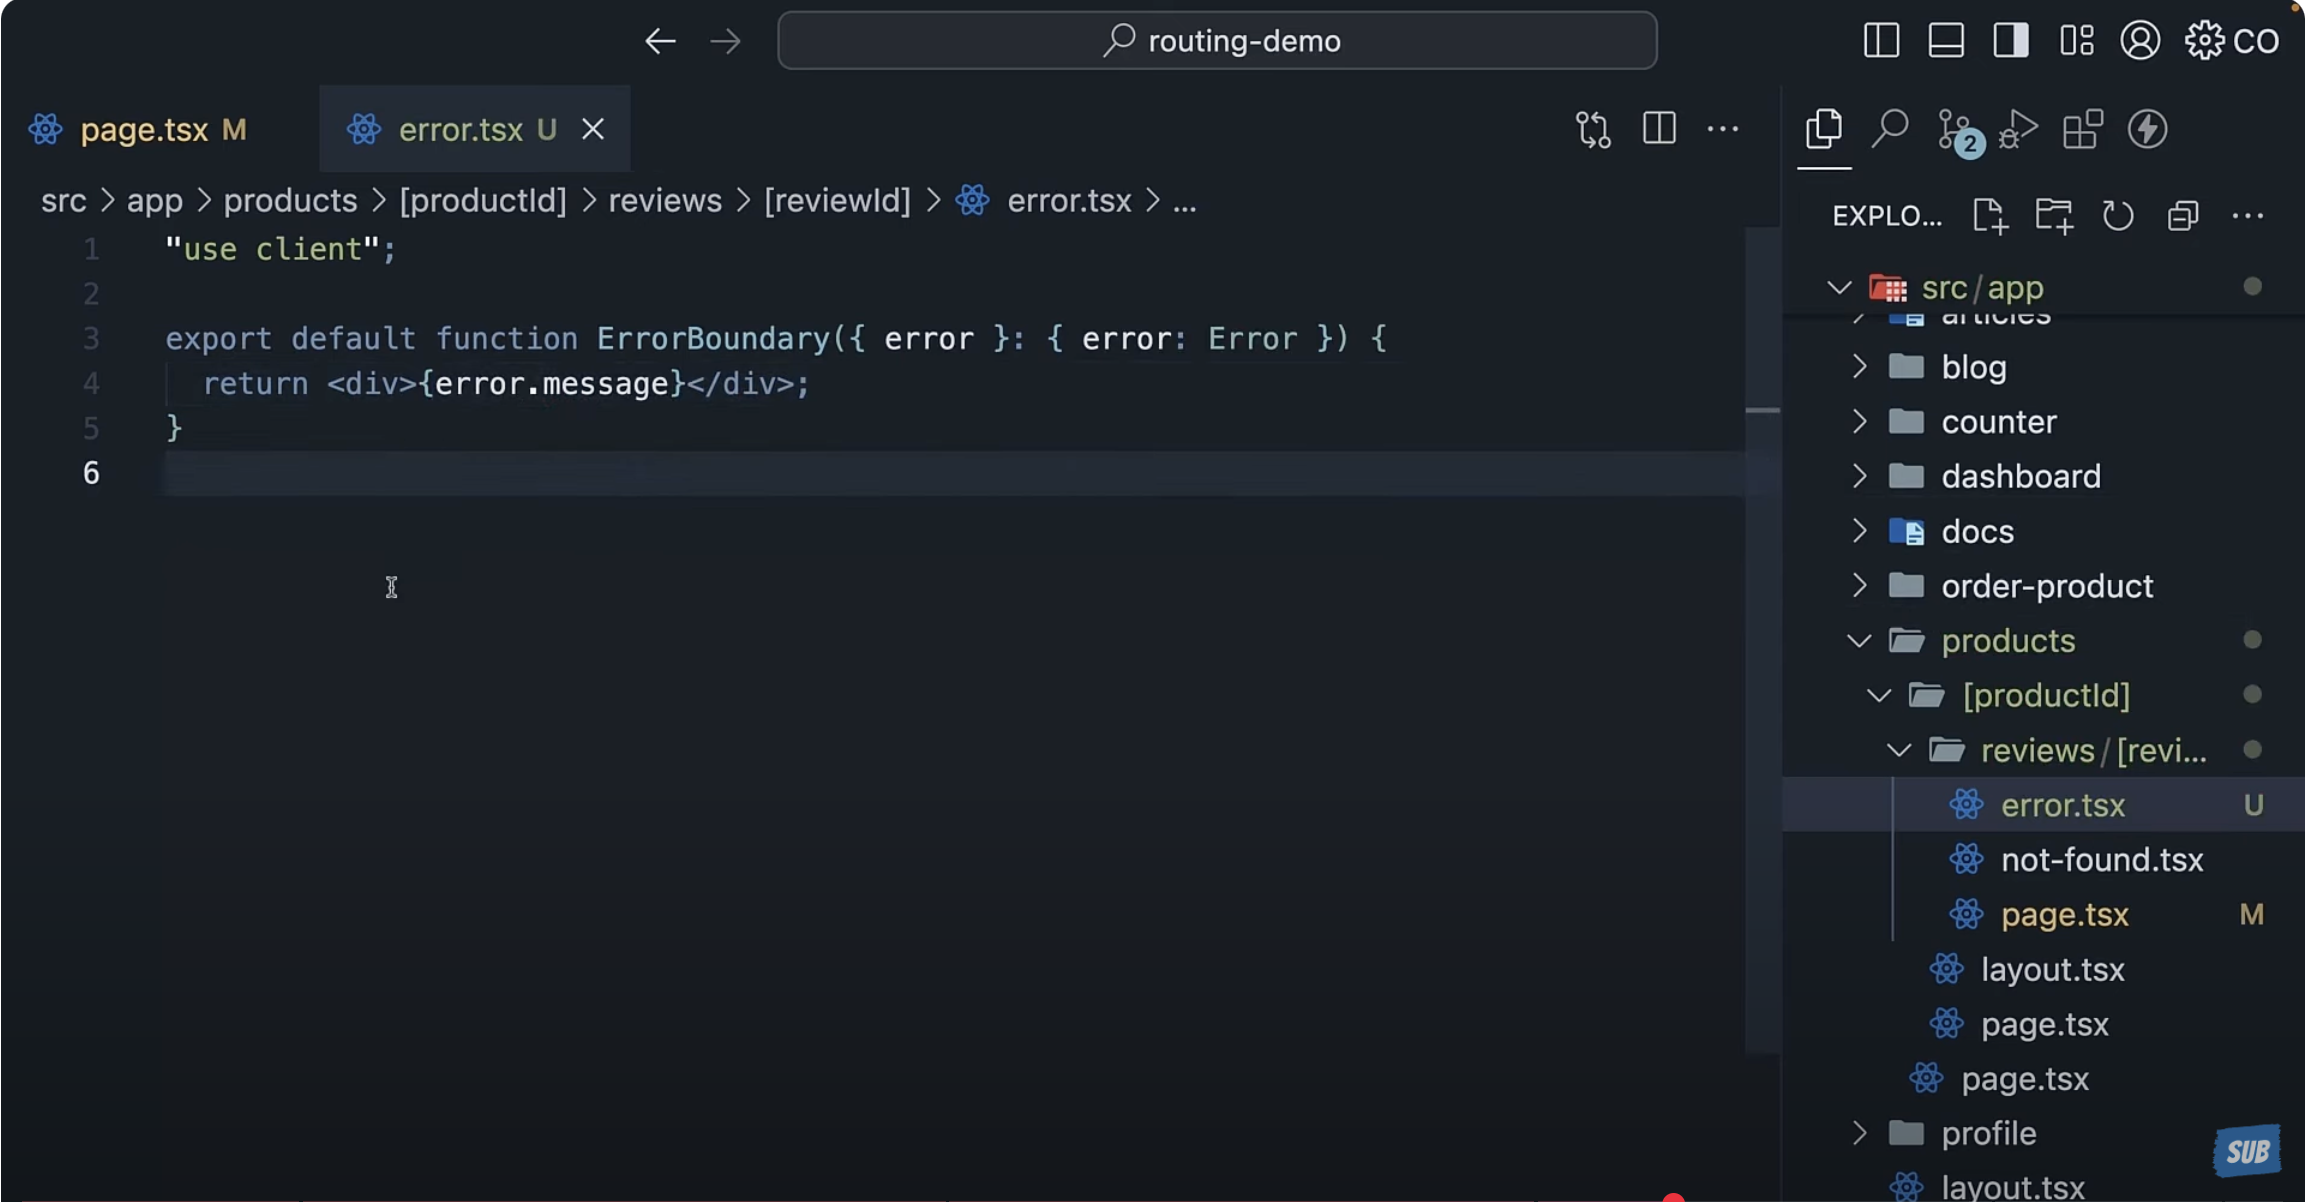 routing-demo
CO
page.tsx M
error.tsx U
2
src > app > products > [productId] > reviews > [reviewId] > error.tsx > ...
EXPLO...
1 "use client";
2
3 export default function ErrorBoundary({ error }: { error: Error }) {
4 return <div>{error.message}</div>;
5 }
6
src/app
articles
blog
counter
dashboard
docs
order-product
products
[productId]
reviews/[revi...
error.tsx U
not-found.tsx
page.tsx M
layout.tsx
page.tsx
page.tsx
profile
layout.tsx
SUB